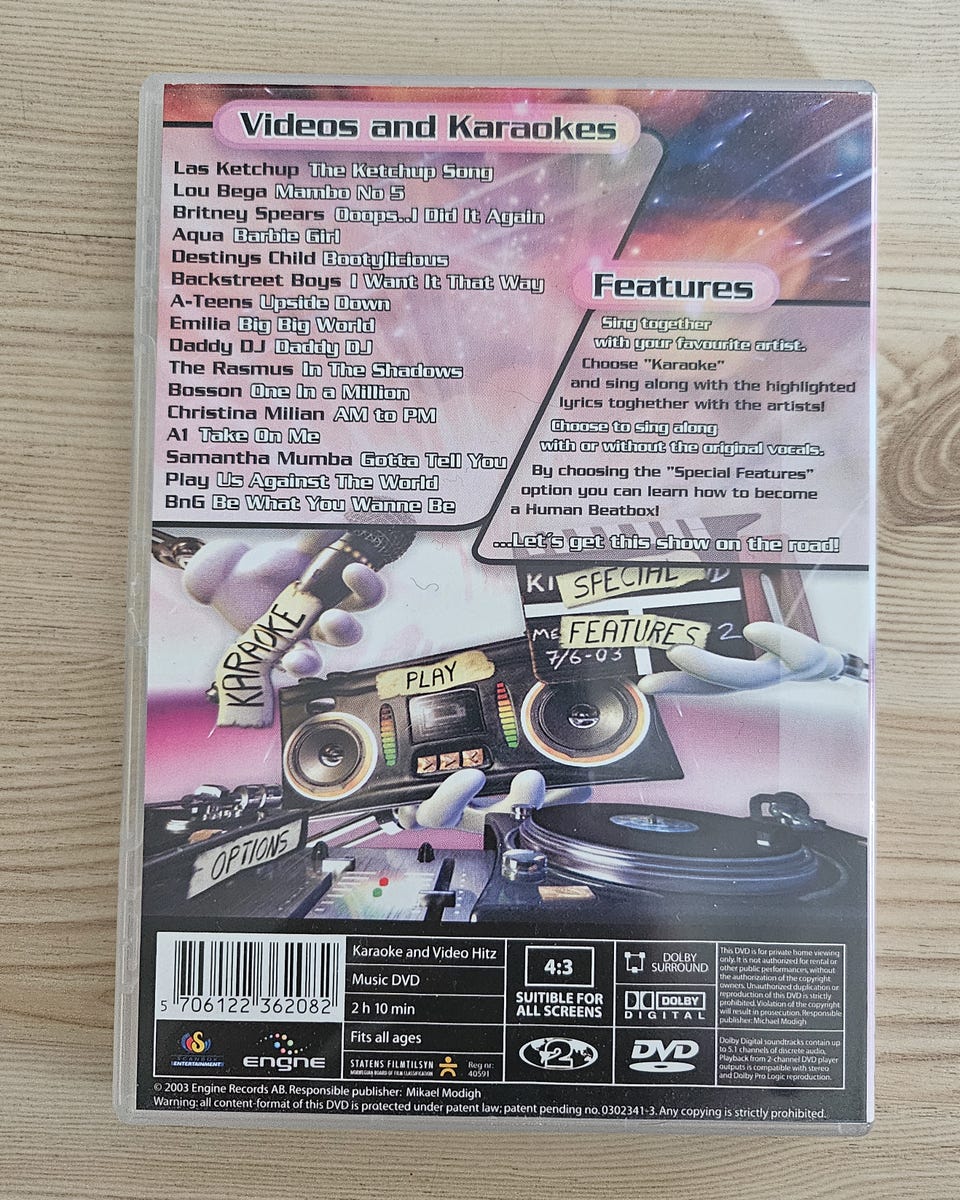 Videos and Karaokes
Las Ketchup The Ketchup Song
Lou Bega Mambo No 5
Britney Spears Ooops..I Did It Again
Aqua Barbie Girl
Destinys Child Bootylicious
Backstreet Boys I Want It That Way
A-Teens Upside Down
Emilia Big Big World
Daddy DJ Daddy DJ
The Rasmus In The Shadows
Bosson One In a Million
Christina Milian AM to PM
A1 Take On Me
Samantha Mumba Gotta Tell You
Play Us Against The World
BnG Be What You Wanne Be
Features
Sing together
with your favourite artist.
Choose "Karaoke"
and sing along with the highlighted
lyrics toghether with the artists!
Choose to sing along
with or without the original vocals.
By choosing the "Special Features"
option you can learn how to become
a Human Beatbox!
...Let's get this show on the road!
KARAOKE
PLAY
SPECIAL
FEATURES 2
7/6-03
OPTIONS
5 706122 362082
ENTERTAINMENT
engine
Karaoke and Video Hitz
Music DVD
2 h 10 min
Fits all ages
STATENS FILMTILSYN
NORWEGIAN BOARD OF FILM CLASSIFICATION
Reg nr:
40591
4:3
SUITIBLE FOR
ALL SCREENS
2
DOLBY
SURROUND
DOLBY
DIGITAL
DVD
This DVD is for private home viewing
only. It is not authorized for rental or
other public performances, without
the authorization of the copyright
owners. Unauthorized duplication or
reproduction of this DVD is strictly
prohibited. Violation of the copyright
will result in prosecution. Responsible
publisher: Michael Modigh
Dolby Digital soundtracks contain up
to 5.1 channels of discrete audio.
Playback from 2-channel DVD player
outputs is compatible with stereo
and Dolby Pro Logic reproduction.
© 2003 Engine Records AB. Responsible publisher: Mikael Modigh
Warning: all content-format of this DVD is protected under patent law; patent pending no. 0302341-3. Any copying is strictly prohibited.